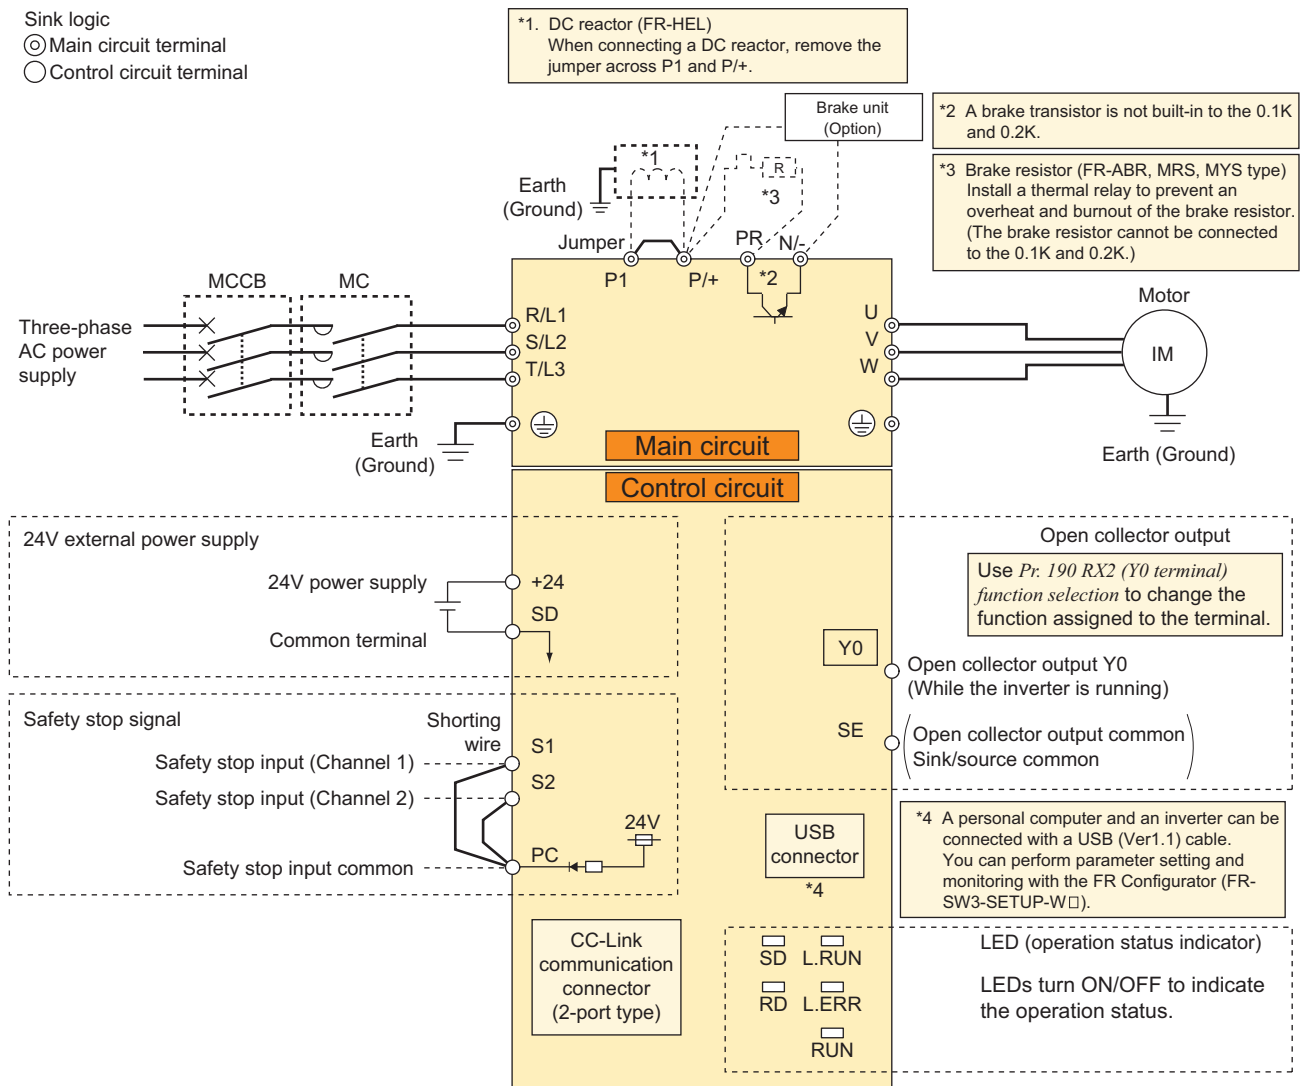 Sink logic
Main circuit terminal
Control circuit terminal
*1. DC reactor (FR-HEL)
When connecting a DC reactor, remove the
jumper across P1 and P/+.
Brake unit
(Option)
*2 A brake transistor is not built-in to the 0.1K
and 0.2K.
*3 Brake resistor (FR-ABR, MRS, MYS type)
Install a thermal relay to prevent an
overheat and burnout of the brake resistor.
(The brake resistor cannot be connected
to the 0.1K and 0.2K.)
*1
R
*3
Earth
(Ground)
Jumper
PR
N/-
P1
P/+
*2
MCCB
MC
Three-phase
AC power
supply
R/L1
S/L2
T/L3
U
V
W
Motor
IM
Earth
(Ground)
Earth (Ground)
Main circuit
Control circuit
24V external power supply
24V power supply
+24
SD
Common terminal
Open collector output
Use Pr. 190 RX2 (Y0 terminal)
function selection to change the
function assigned to the terminal.
Y0
Open collector output Y0
(While the inverter is running)
SE
Open collector output common
Sink/source common
Safety stop signal
Shorting
wire
S1
Safety stop input (Channel 1)
S2
Safety stop input (Channel 2)
24V
PC
Safety stop input common
USB
connector
*4
*4 A personal computer and an inverter can be
connected with a USB (Ver1.1) cable.
You can perform parameter setting and
monitoring with the FR Configurator (FR-
SW3-SETUP-W□).
CC-Link
communication
connector
(2-port type)
SD L.RUN
RD L.ERR
RUN
LED (operation status indicator)
LEDs turn ON/OFF to indicate
the operation status.